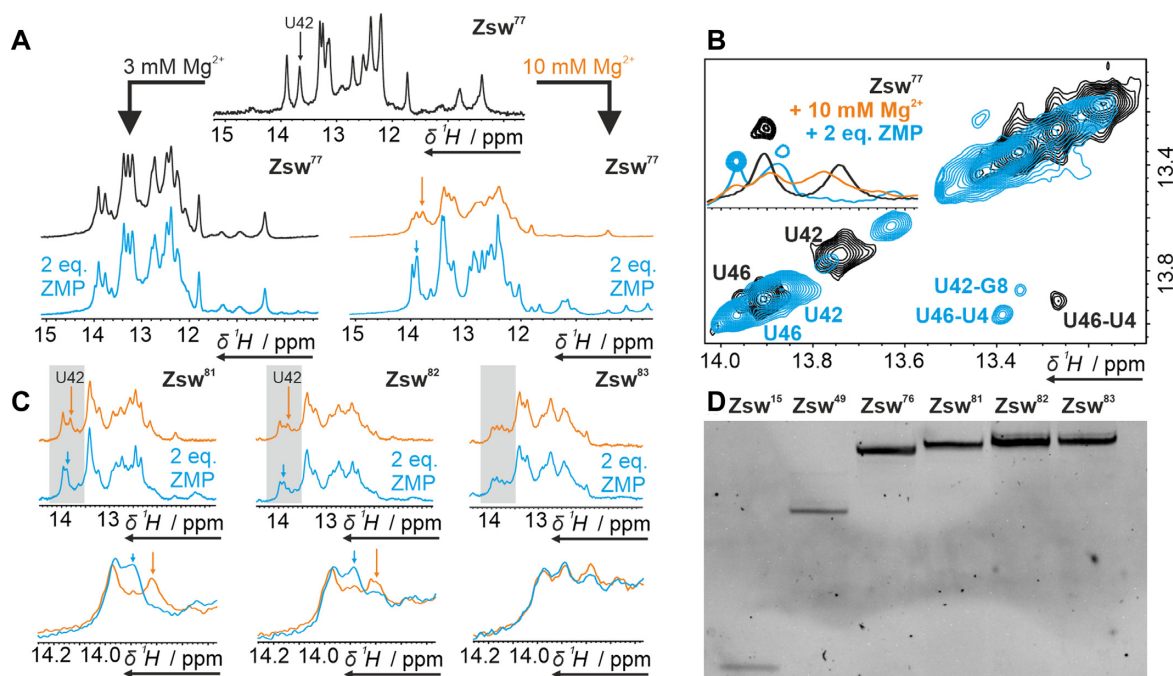 A
U42
Zsw⁷⁷
3 mM Mg²⁺
10 mM Mg²⁺
15 14 13 12 11
δ ¹H / ppm
Zsw⁷⁷
2 eq.
ZMP
15 14 13 12
δ ¹H / ppm
Zsw⁷⁷
2 eq.
ZMP
15 14 13 12
δ ¹H / ppm
B
Zsw⁷⁷
+ 10 mM Mg²⁺
+ 2 eq. ZMP
U42
U46
U46
U42
U42-G8
U46-U4
U46-U4
13.4
13.8
14.0 13.8 13.6
δ ¹H / ppm
C
U42
Zsw⁸¹
2 eq.
ZMP
14 13
δ ¹H / ppm
U42
Zsw⁸²
2 eq.
ZMP
14 13
δ ¹H / ppm
Zsw⁸³
2 eq.
ZMP
14 13
δ ¹H / ppm
14.2 14.0
δ ¹H / ppm
14.2 14.0
δ ¹H / ppm
14.2 14.0
δ ¹H / ppm
D
Zsw¹⁵ Zsw⁴⁹ Zsw⁷⁶ Zsw⁸¹ Zsw⁸² Zsw⁸³